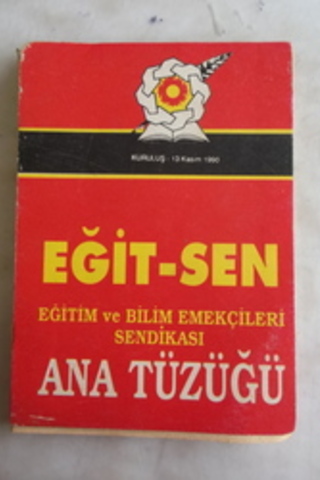 KURULUŞ - 13 Kasım 1990
EĞİT-SEN
EĞİTİM ve BİLİM EMEKÇİLERİ
SENDİKASI
ANA TÜZÜĞÜ